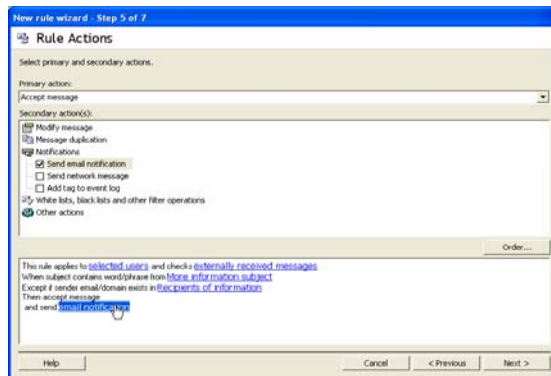 New rule wizard - Step 5 of 7
Rule Actions
Select primary and secondary actions.
Primary action:
Accept message
Secondary action(s):
Modify message
Message duplication
Notifications
Send email notification
Send network message
Add tag to event log
White lists, black lists and other filter operations
Other actions
Order...
This rule applies to selected users and checks externally received messages
When subject contains word/phrase from More information subject
Except if sender email/domain exists in Recipients of information
Then accept message
and send email notification
Help
Cancel
< Previous
Next >